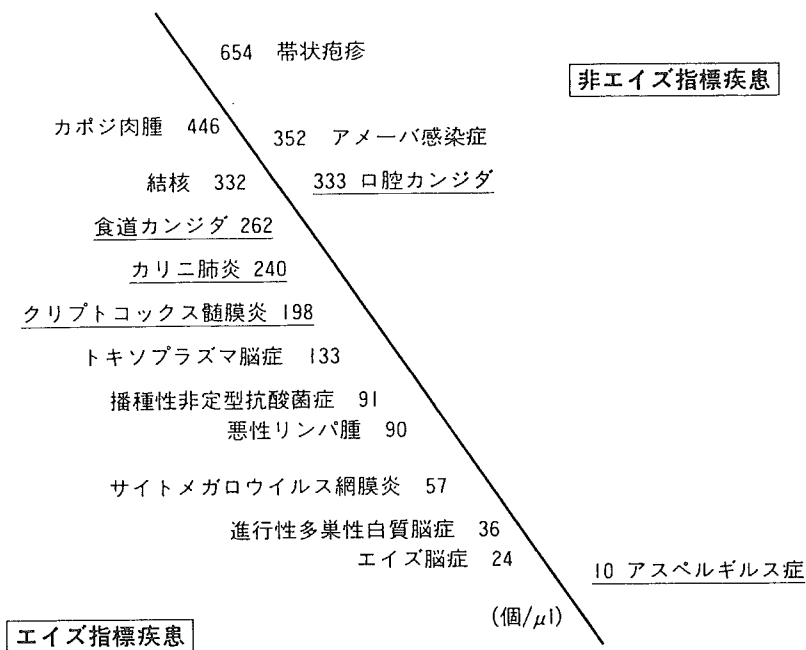 654 帯状疱疹
非エイズ指標疾患
カポジ肉腫 446
352 アメーバ感染症
結核 332
333 口腔カンジダ
食道カンジダ 262
カリニ肺炎 240
クリプトコックス髄膜炎 198
トキソプラズマ脳症 133
播種性非定型抗酸菌症 91
悪性リンパ腫 90
サイトメガロウイルス網膜炎 57
進行性多巣性白質脳症 36
エイズ脳症 24
10 アスペルギルス症
(個/μl)
エイズ指標疾患